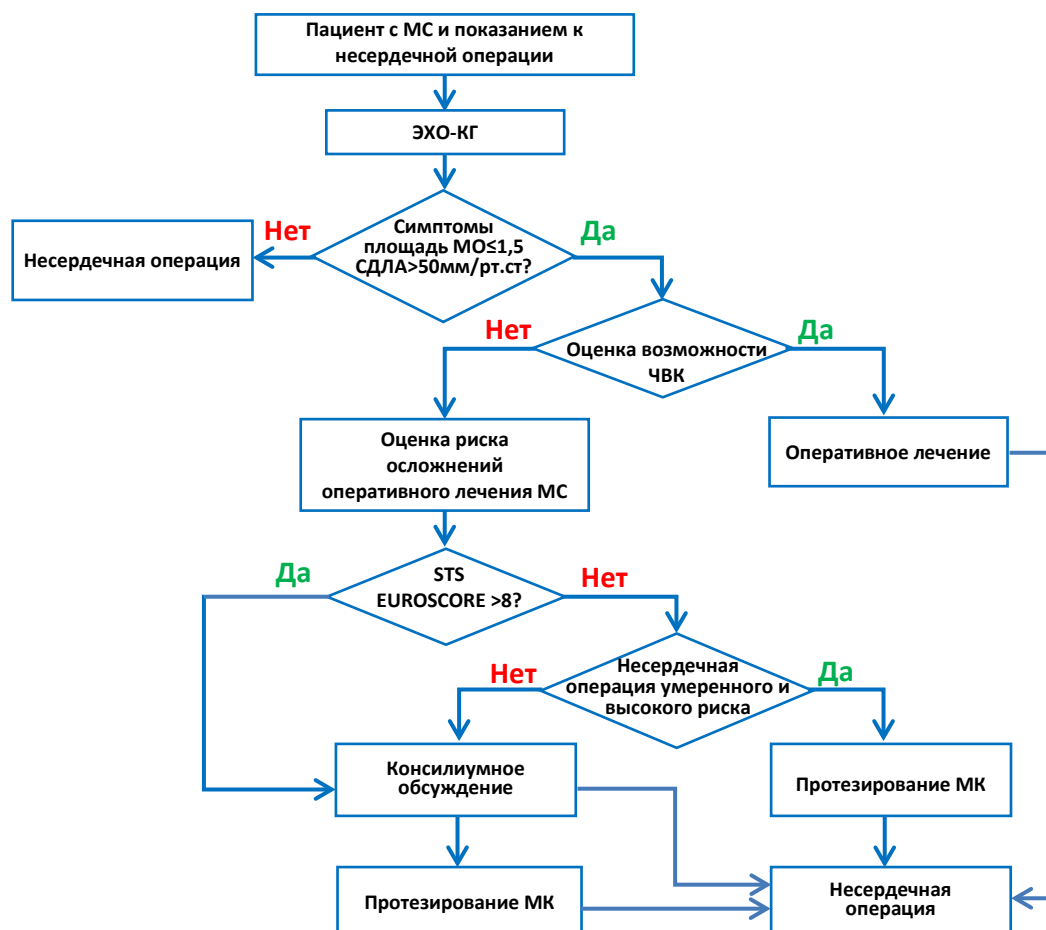 Пациент с МС и показанием к
несердечной операции
ЭХО-КГ
Симптомы
площадь МО≤1,5
СДЛА>50мм/рт.ст?
Нет
Да
Несердечная операция
Оценка возможности
ЧВК
Нет
Да
Оценка риска
осложнений
оперативного лечения МС
Оперативное лечение
STS
EUROSCORE >8?
Да
Нет
Несердечная
операция умеренного и
высокого риска
Нет
Да
Консилиумное
обсуждение
Протезирование МК
Протезирование МК
Несердечная
операция